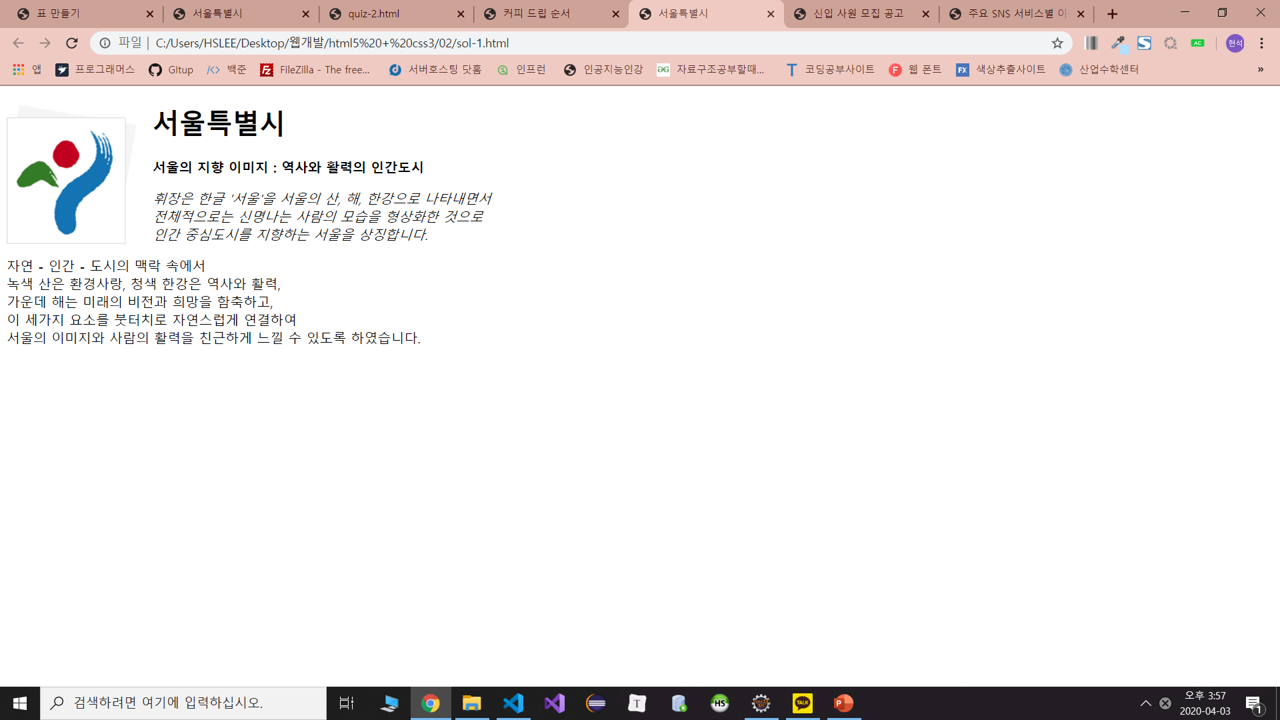 표 만들기
서울특별시
quiz-2.html
커피 드립 순서
서울특별시
신입 사원 모집 공고
주요 SNS 서비스별 이
파일 | C:/Users/HSLEE/Desktop/웹개발/html5%20+%20css3/02/sol-1.html
AC
현석
앱
프로그래머스
GItup
백준
FileZilla - The free...
서버호스팅 닷홈
인프런
인공지능인강
자료구조공부할때...
코딩공부사이트
웹 폰트
색상추출사이트
산업수학센터
»
서울특별시
서울의 지향 이미지 : 역사와 활력의 인간도시
휘장은 한글 '서울'을 서울의 산, 해, 한강으로 나타내면서
전체적으로는 신명나는 사람의 모습을 형상화한 것으로
인간 중심도시를 지향하는 서울을 상징합니다.
자연 - 인간 - 도시의 맥락 속에서
녹색 산은 환경사랑, 청색 한강은 역사와 활력,
가운데 해는 미래의 비전과 희망을 함축하고,
이 세가지 요소를 붓터치로 자연스럽게 연결하여
서울의 이미지와 사람의 활력을 친근하게 느낄 수 있도록 하였습니다.
검색하려면 여기에 입력하십시오.
T
HS
TALK
오후 3:57
2020-04-03
1